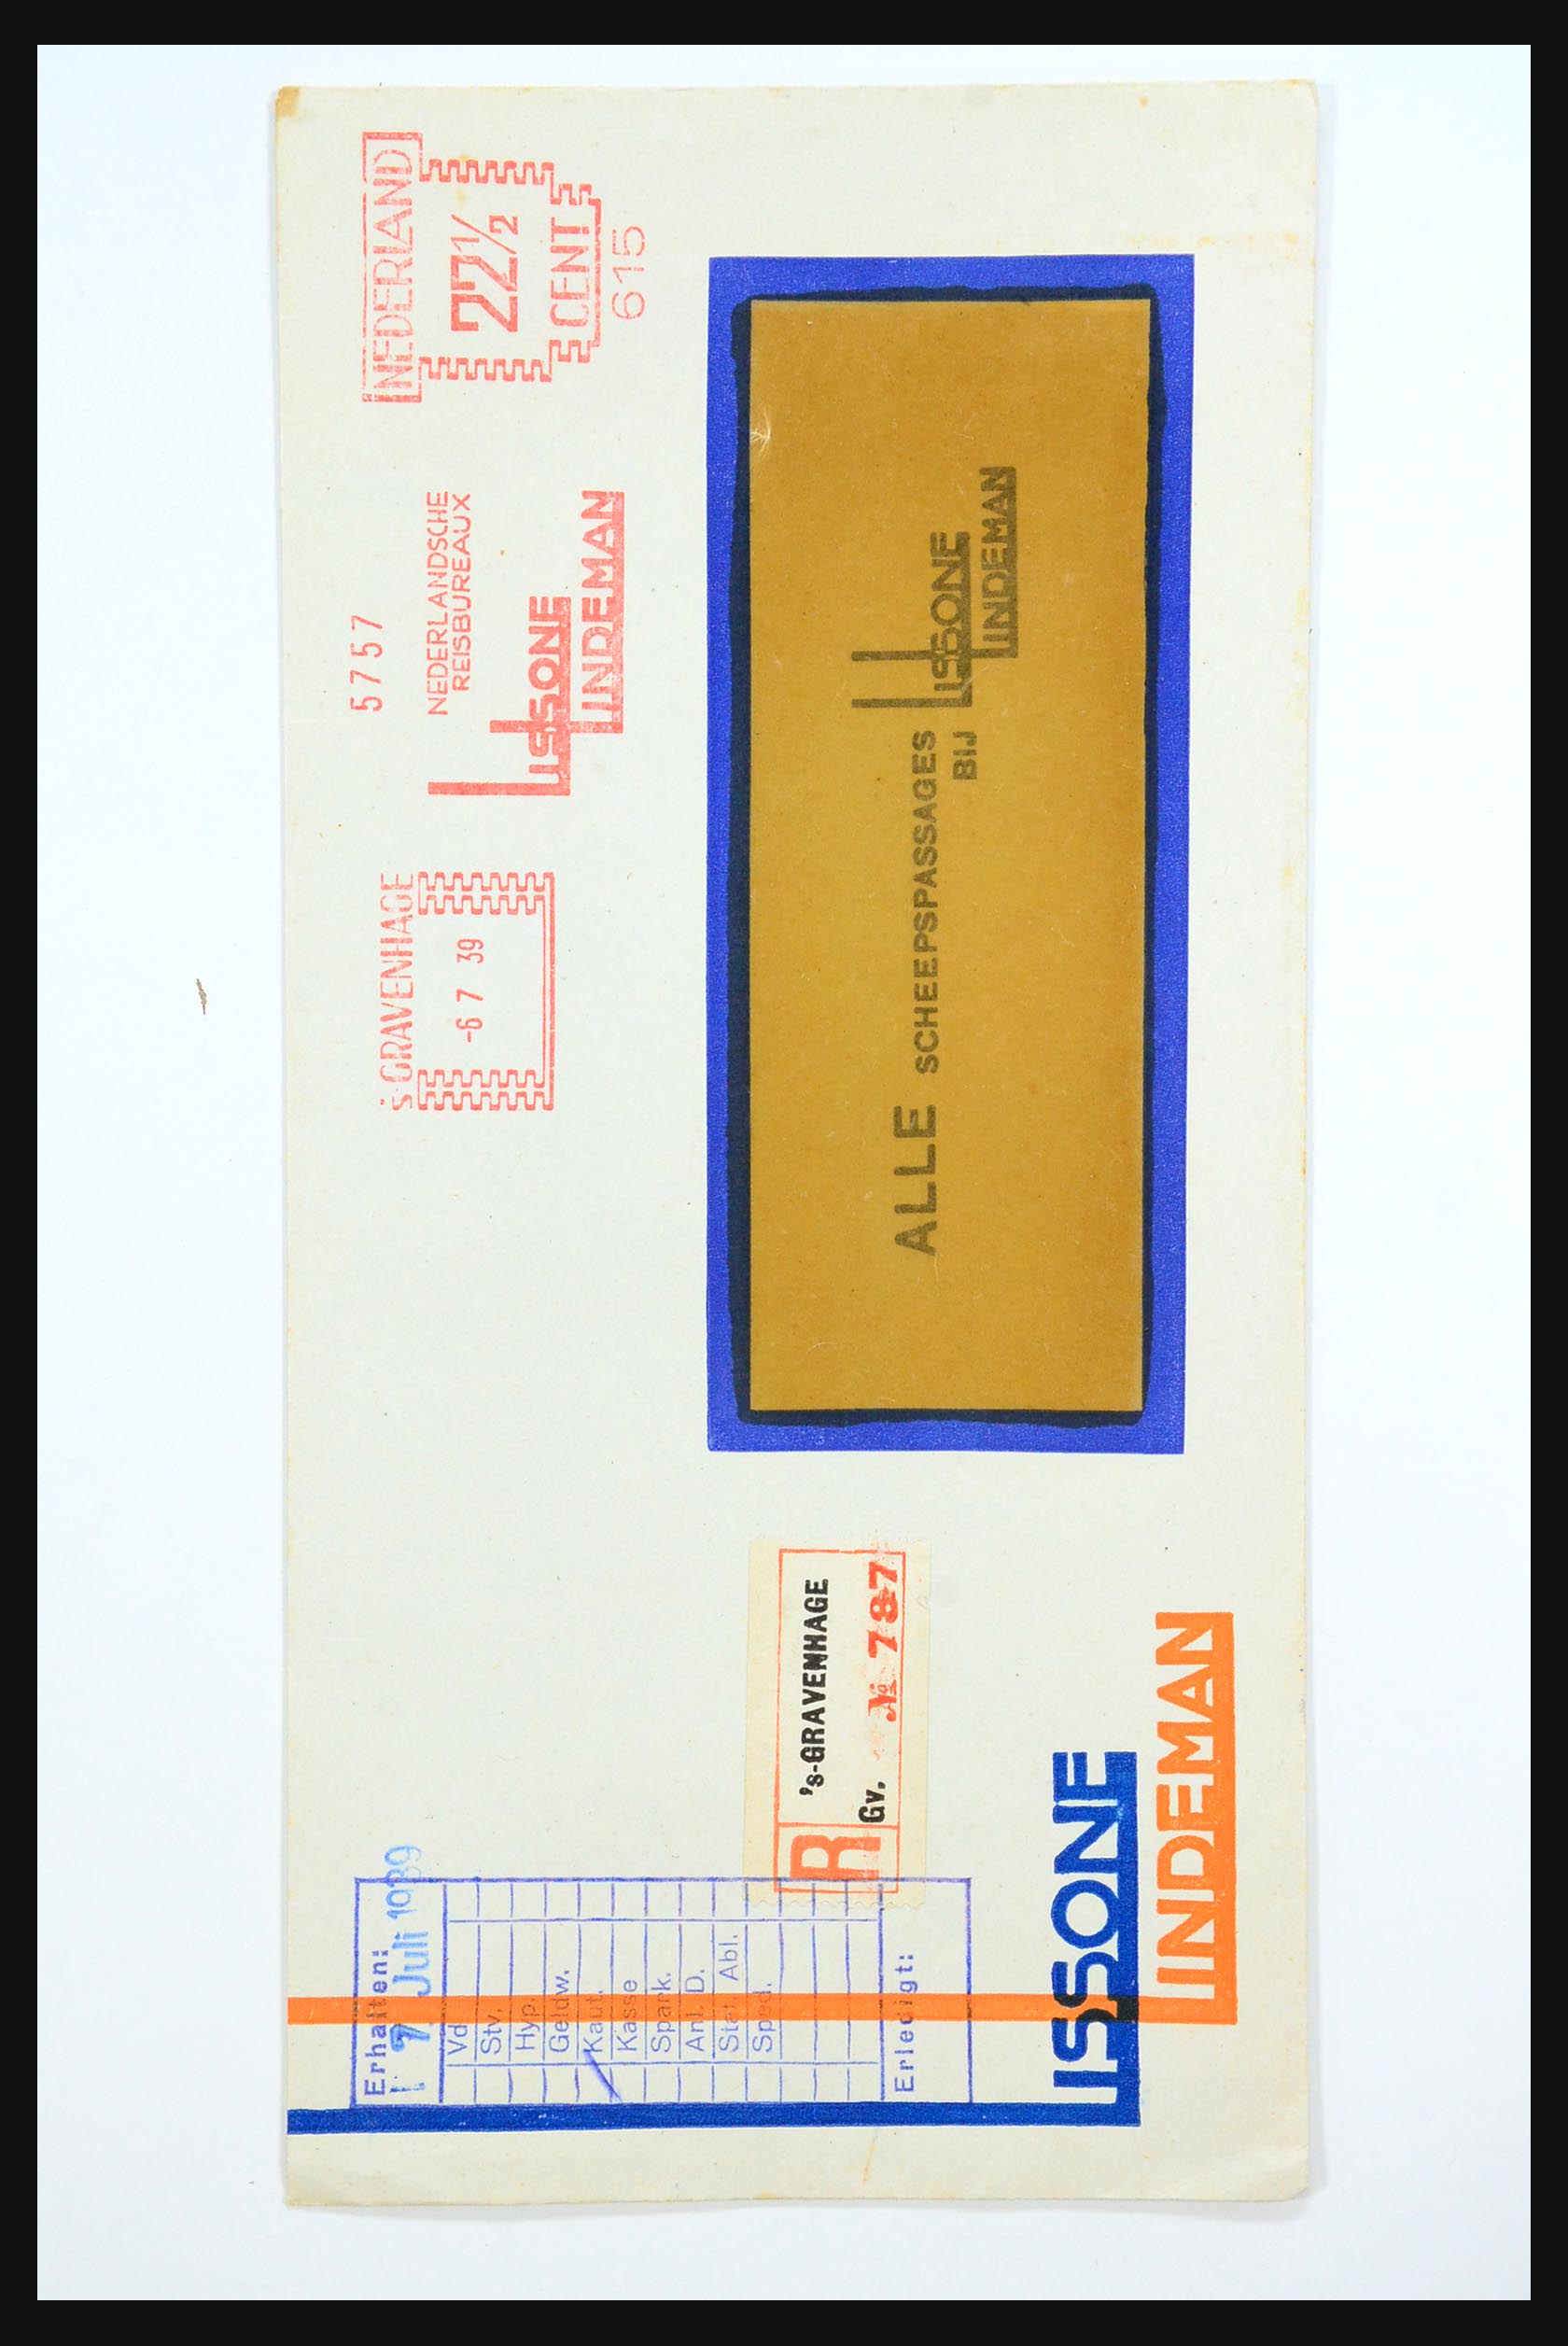 's-GRAVENHAGE
-6 7 39
5757
NEDERLANDSCHE
REISBUREAUX
LISSONE
LINDEMAN
NEDERLAND
22½
CENT
615
Erhalten:
7 Juli 1939
Vd.
Stv.
Hyp.
Geldw.
Kaut.
Kasse
Spark.
Anl. D.
Stat. Abl.
Sped.
Erledigt:
R
's-GRAVENHAGE
Gv. № 787
ALLE SCHEEPSPASSAGES
BIJ
LISSONE
LINDEMAN
LISSONE
LINDEMAN